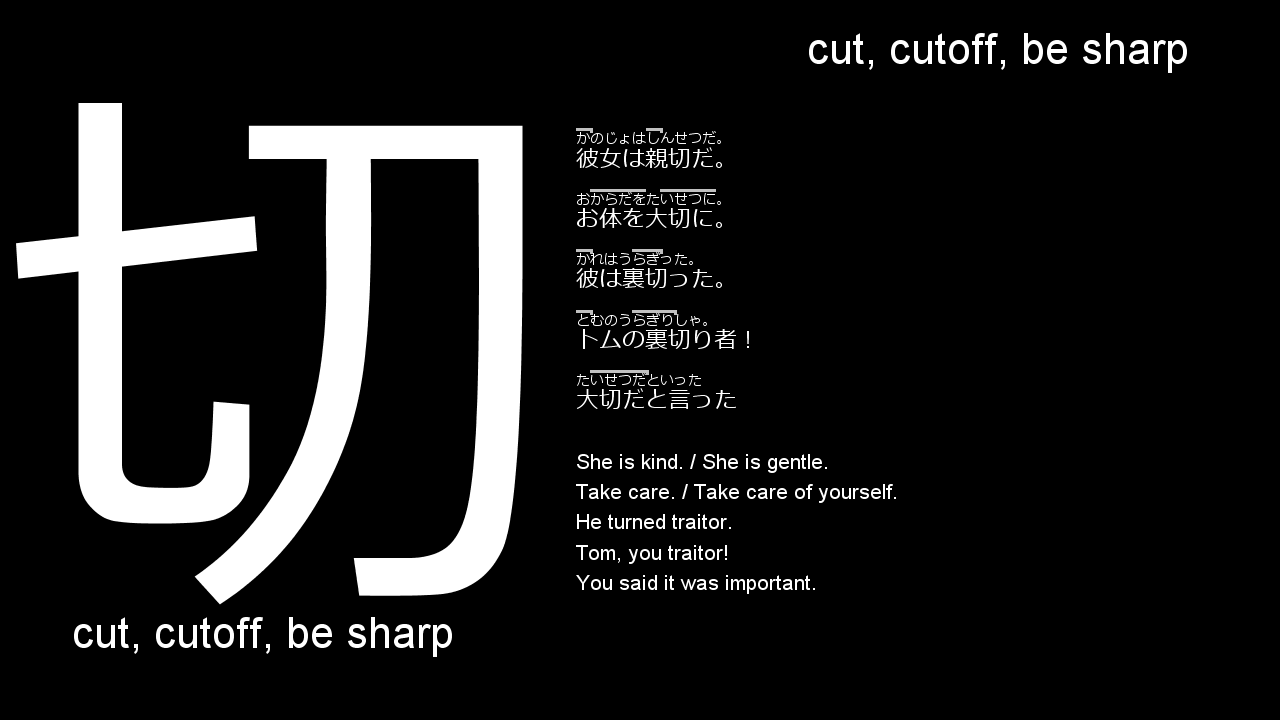 cut, cutoff, be sharp
切
かのじょはしんせつだ。
彼女は親切だ。
おからだをたいせつに。
お体を大切に。
かれはうらぎった。
彼は裏切った。
とむのうらぎりしゃ。
トムの裏切り者！
たいせつだといった
大切だと言った
She is kind. / She is gentle.
Take care. / Take care of yourself.
He turned traitor.
Tom, you traitor!
You said it was important.
cut, cutoff, be sharp